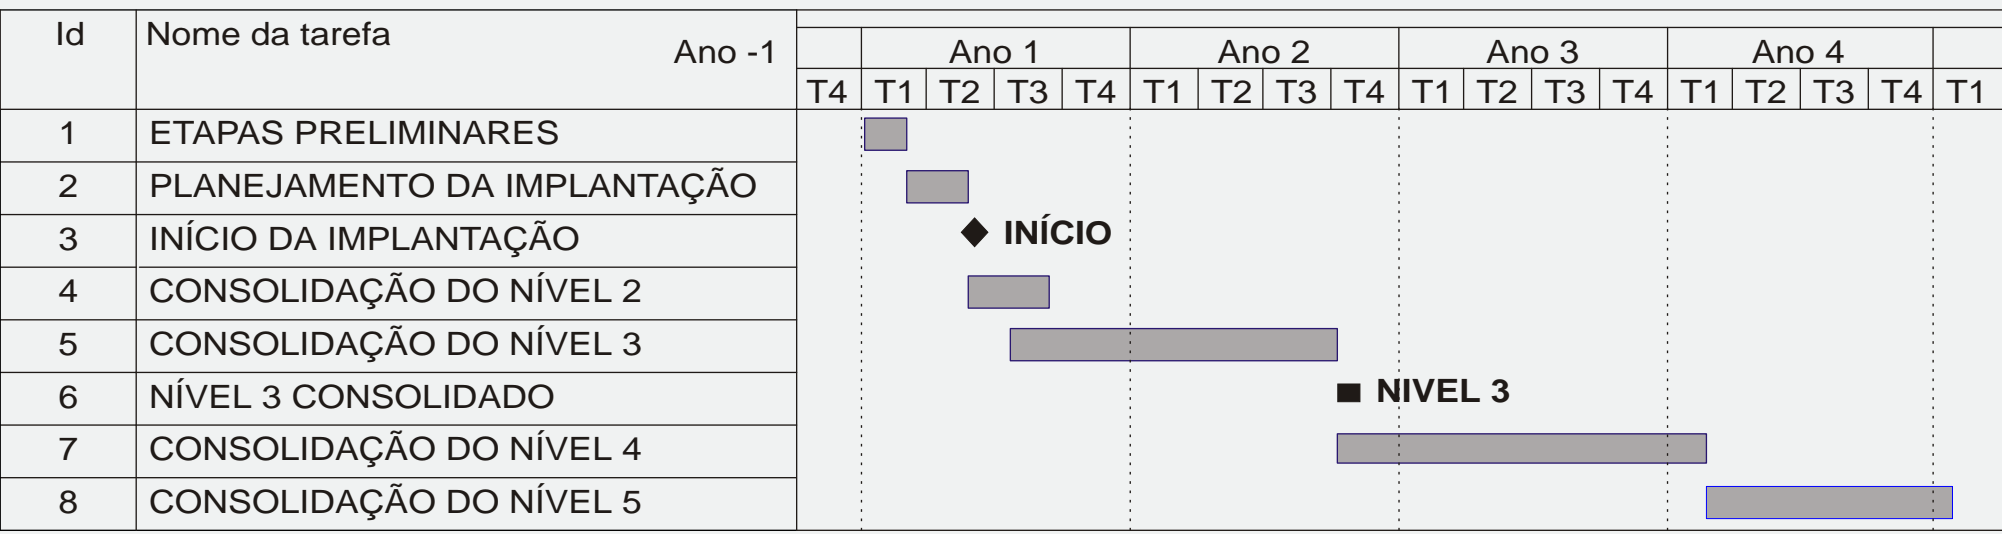 Id Nome da tarefa Ano -1 Ano 1 Ano 2 Ano 3 Ano 4
T4 T1 T2 T3 T4 T1 T2 T3 T4 T1 T2 T3 T4 T1 T2 T3 T4 T1
1 ETAPAS PRELIMINARES
2 PLANEJAMENTO DA IMPLANTAÇÃO
3 INÍCIO DA IMPLANTAÇÃO INÍCIO
4 CONSOLIDAÇÃO DO NÍVEL 2
5 CONSOLIDAÇÃO DO NÍVEL 3
6 NÍVEL 3 CONSOLIDADO NIVEL 3
7 CONSOLIDAÇÃO DO NÍVEL 4
8 CONSOLIDAÇÃO DO NÍVEL 5